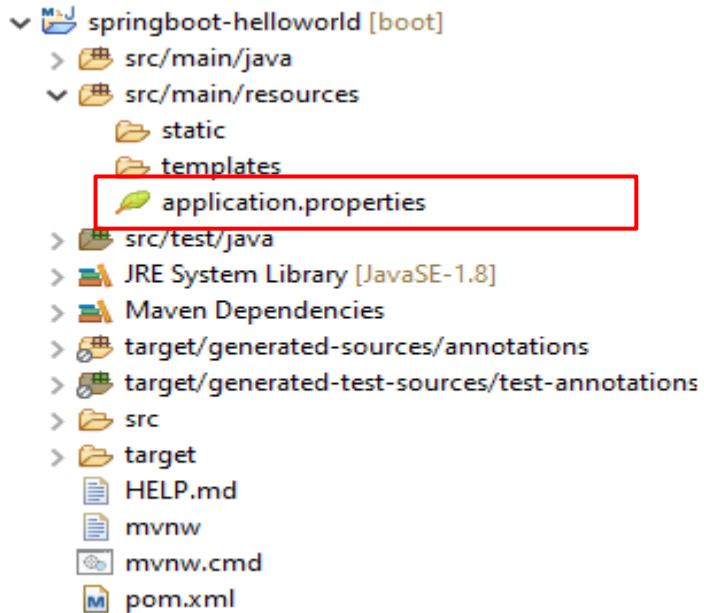 springboot-helloworld [boot]
src/main/java
src/main/resources
static
templates
application.properties
src/test/java
JRE System Library [JavaSE-1.8]
Maven Dependencies
target/generated-sources/annotations
target/generated-test-sources/test-annotations
src
target
HELP.md
mvnw
mvnw.cmd
pom.xml